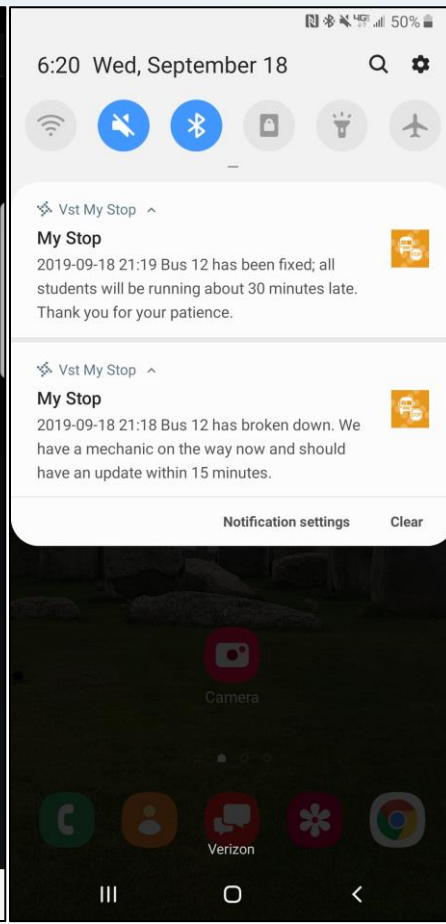 50%
6:20 Wed, September 18
Vst My Stop
My Stop
2019-09-18 21:19 Bus 12 has been fixed; all
students will be running about 30 minutes late.
Thank you for your patience.
Vst My Stop
My Stop
2019-09-18 21:18 Bus 12 has broken down. We
have a mechanic on the way now and should
have an update within 15 minutes.
Notification settings Clear
Camera
Verizon